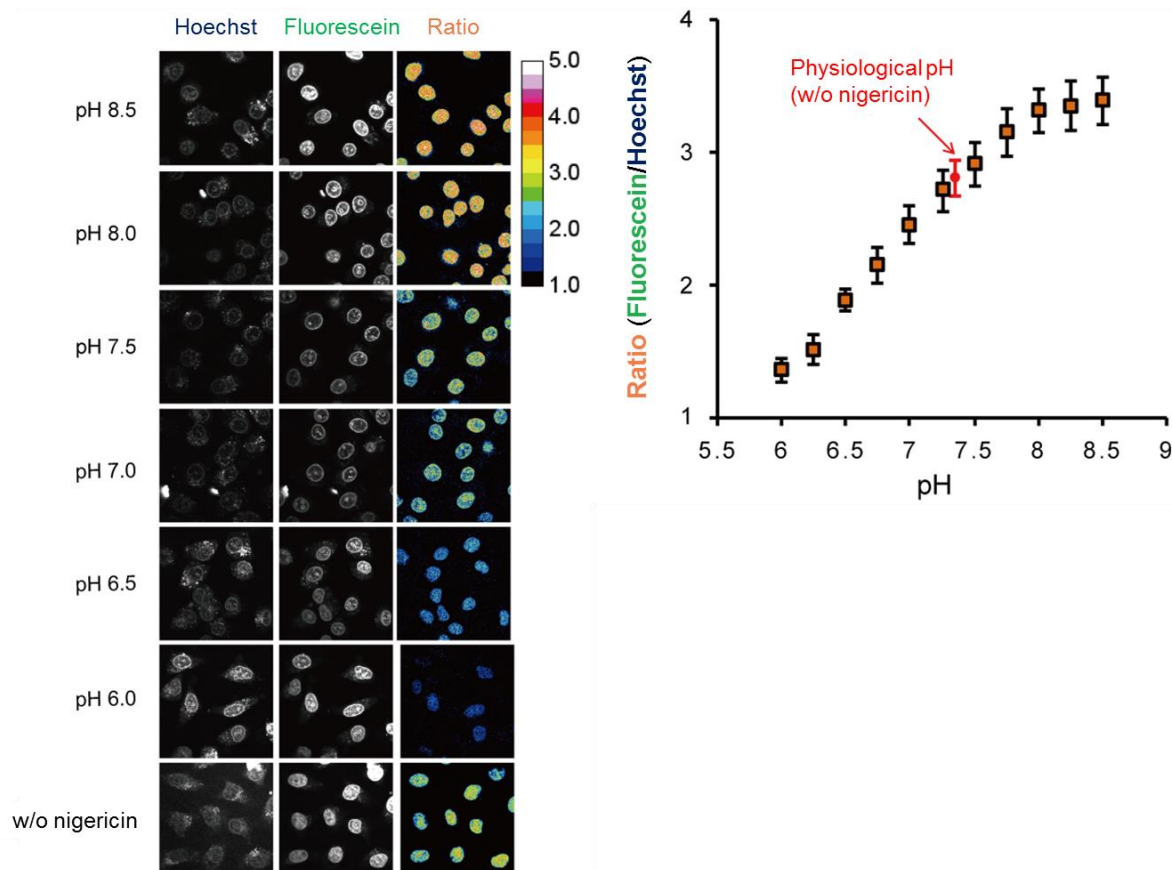 Hoechst Fluorescein Ratio
pH 8.5
pH 8.0
pH 7.5
pH 7.0
pH 6.5
pH 6.0
w/o nigericin
5.0
4.0
3.0
2.0
1.0
Ratio (Fluorescein/Hoechst)
4
3
2
1
Physiological pH
(w/o nigericin)
5.5 6 6.5 7 7.5 8 8.5 9
pH